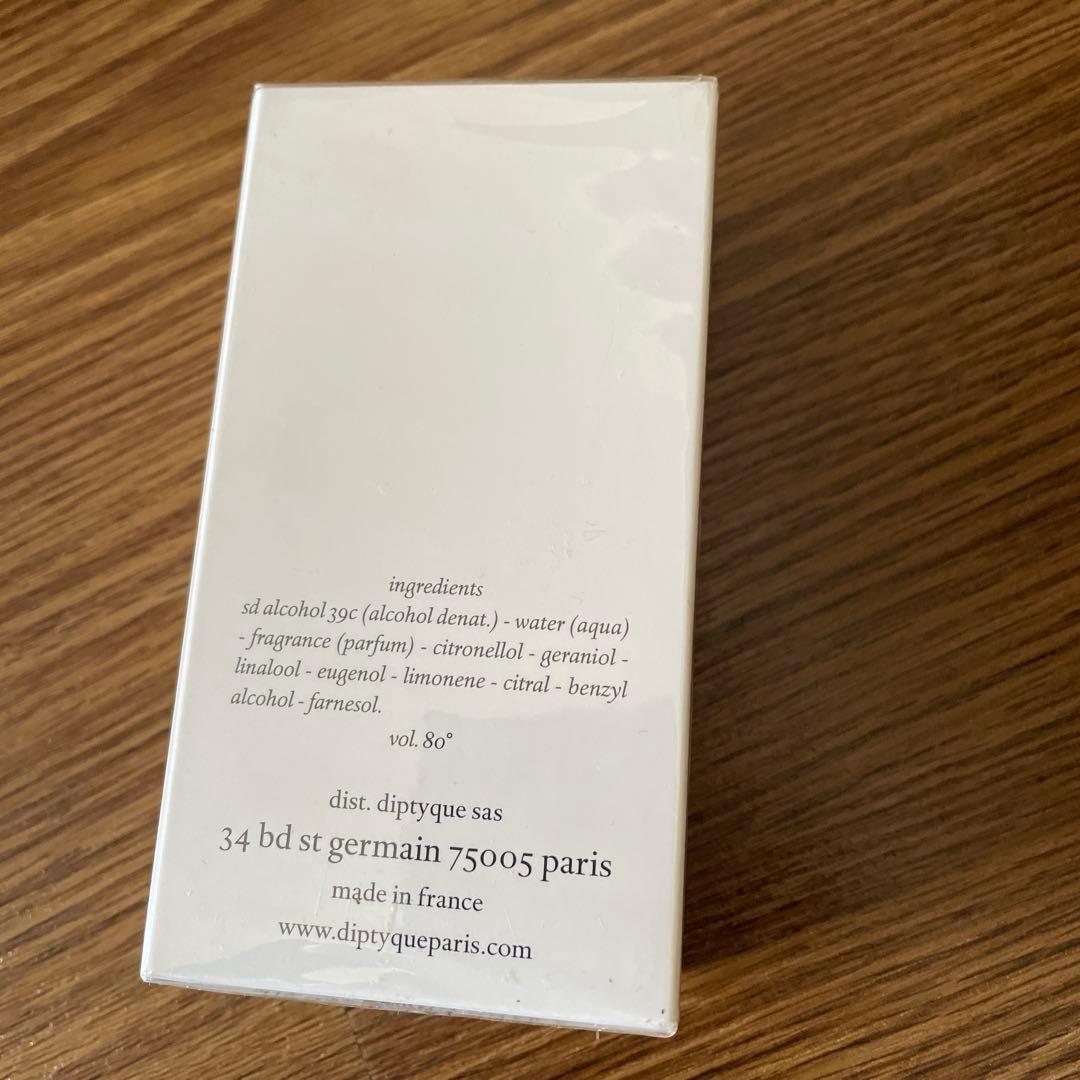 ingredients
sd alcohol 39c (alcohol denat.) - water (aqua)
- fragrance (parfum) - citronellol - geraniol -
linalool - eugenol - limonene - citral - benzyl
alcohol - farnesol.
vol. 80°
dist. diptyque sas
34 bd st germain 75005 paris
made in france
www.diptyqueparis.com